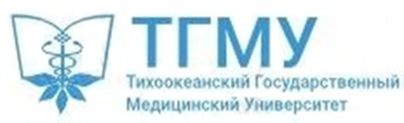 ТГМУ
Тихоокеанский Государственный
Медицинский Университет